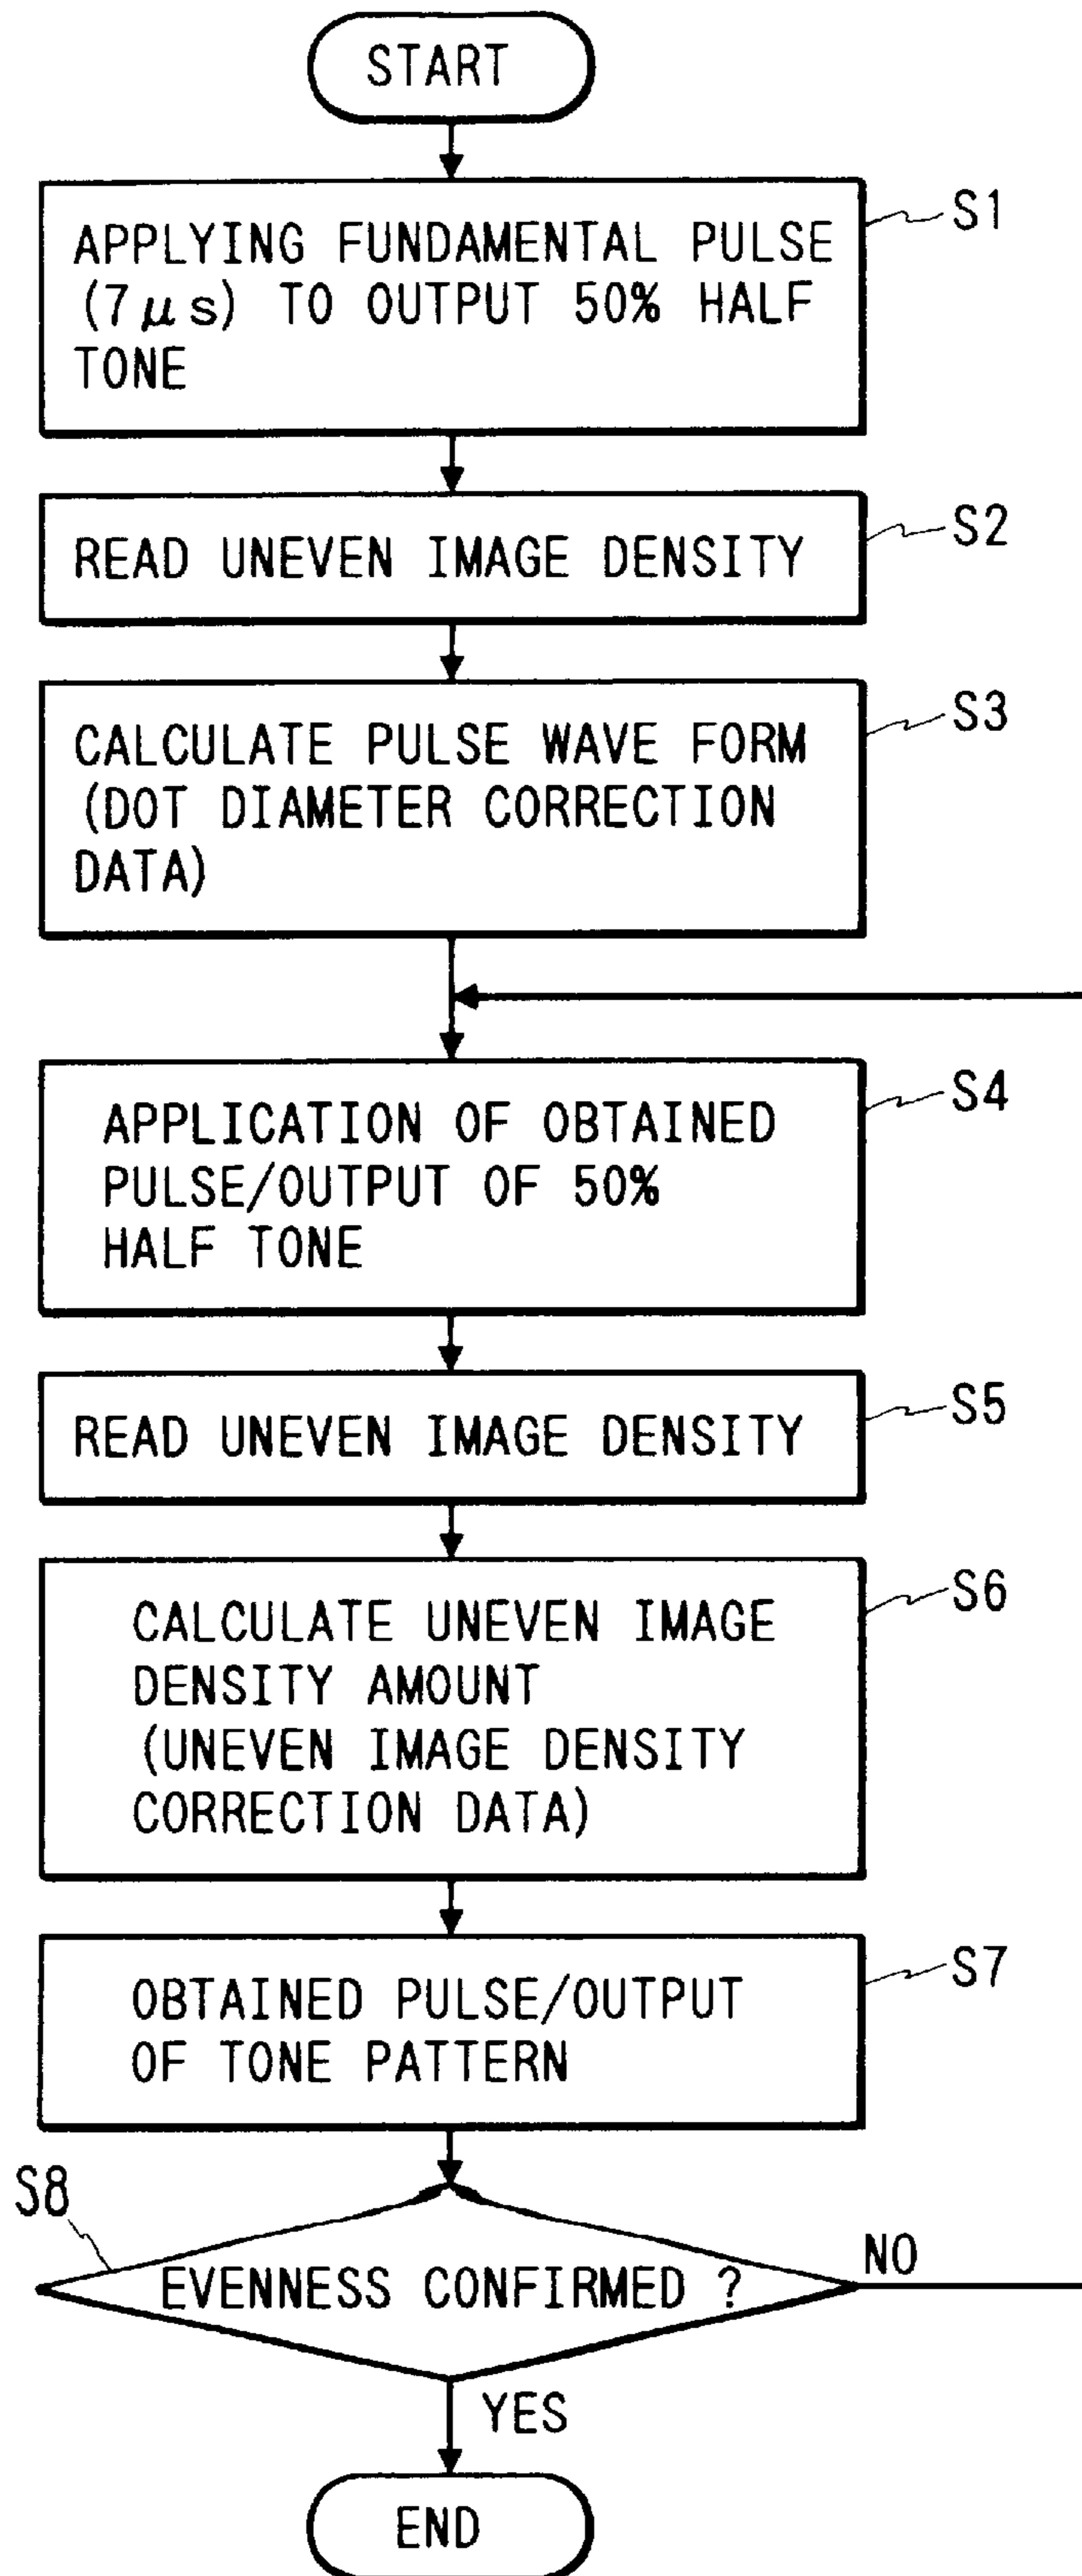 START
APPLYING FUNDAMENTAL PULSE
(7μs) TO OUTPUT 50% HALF
TONE
S1
READ UNEVEN IMAGE DENSITY
S2
CALCULATE PULSE WAVE FORM
(DOT DIAMETER CORRECTION
DATA)
S3
APPLICATION OF OBTAINED
PULSE/OUTPUT OF 50%
HALF TONE
S4
READ UNEVEN IMAGE DENSITY
S5
CALCULATE UNEVEN IMAGE
DENSITY AMOUNT
(UNEVEN IMAGE DENSITY
CORRECTION DATA)
S6
OBTAINED PULSE/OUTPUT
OF TONE PATTERN
S7
S8
EVENNESS CONFIRMED ?
NO
YES
END